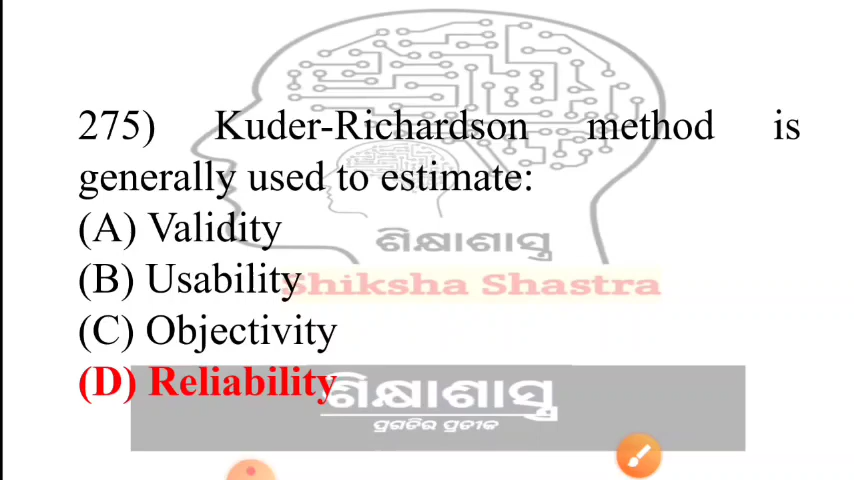 275) Kuder-Richardson method is
generally used to estimate:
(A) Validity
ଶିକ୍ଷାଶାସ୍ତ୍ର
(B) Usability
Shiksha Shastra
(C) Objectivity
(D) Reliability
ଶିକ୍ଷାଶାସ୍ତ୍ର
ପ୍ରଗତିର ପ୍ରତୀକ